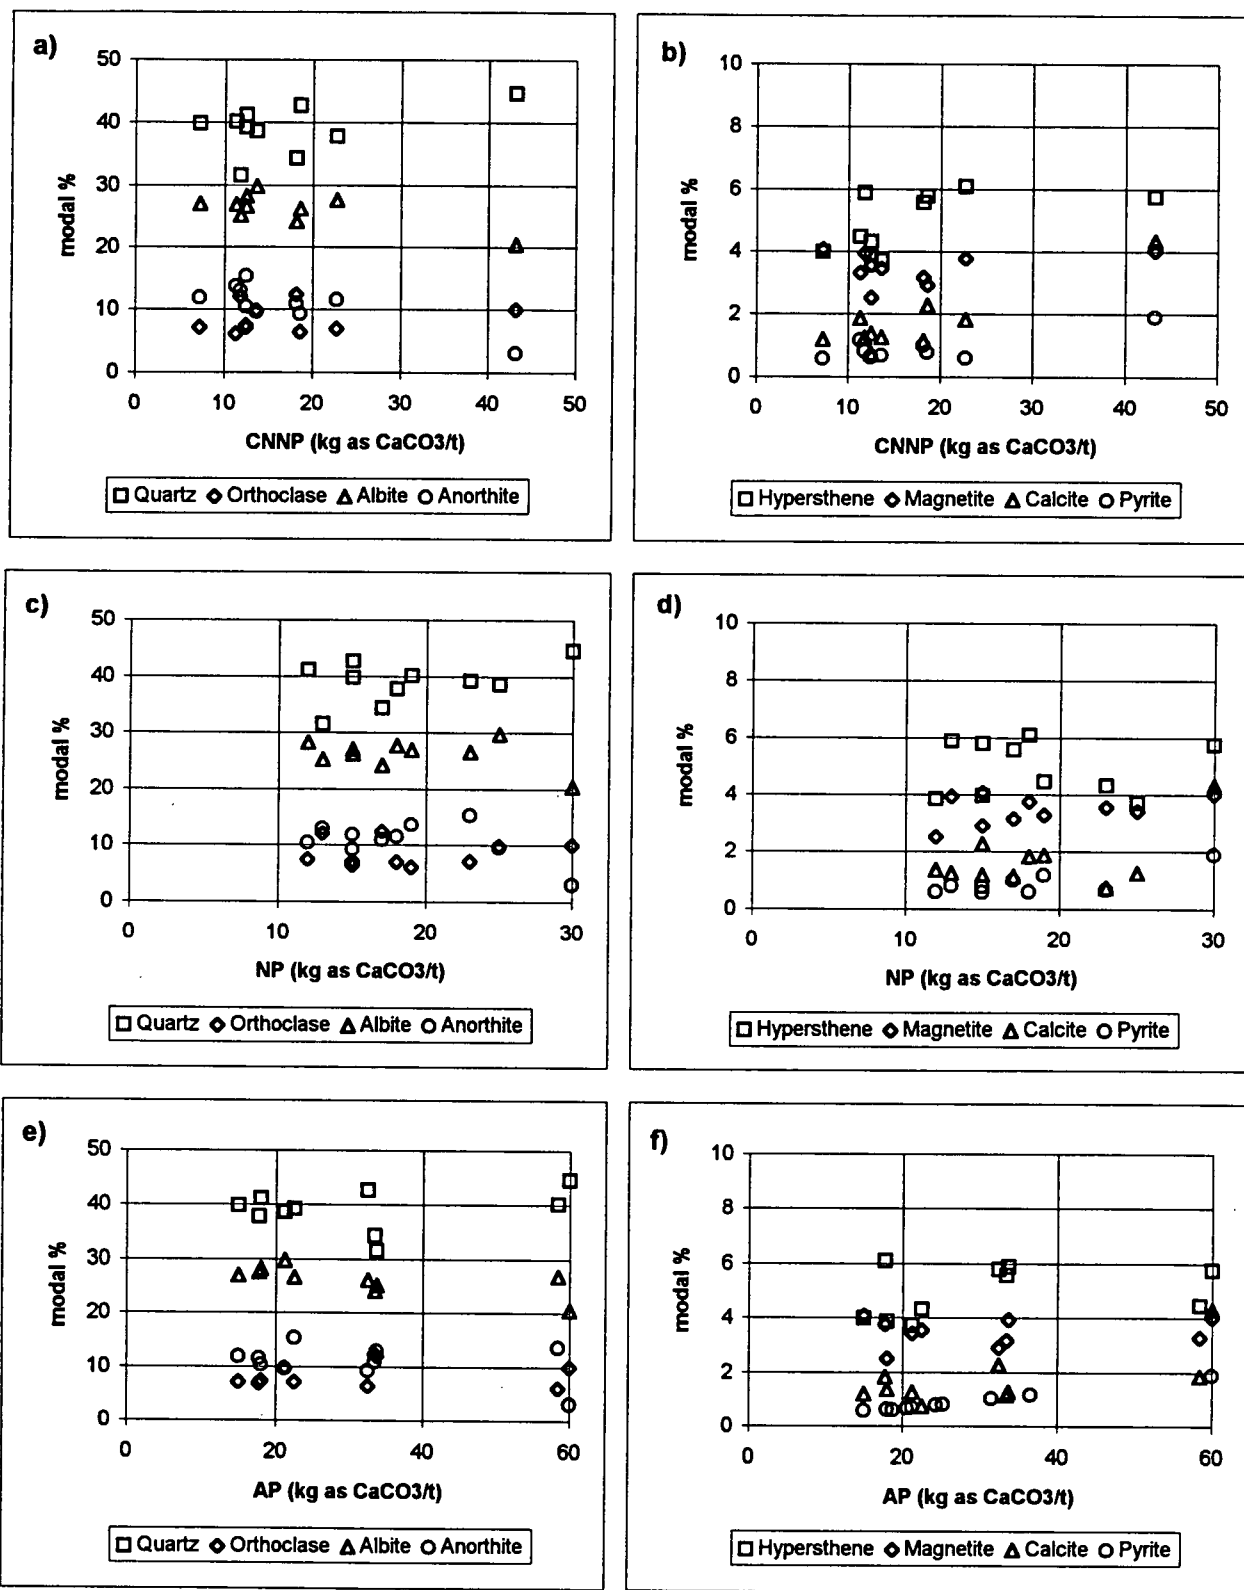 a)
50
40
30
20
10
0
modal %
0 10 20 30 40 50
CNNP (kg as CaCO3/t)
Quartz Orthoclase Albite Anorthite
b)
10
8
6
4
2
0
modal %
0 10 20 30 40 50
CNNP (kg as CaCO3/t)
Hypersthene Magnetite Calcite Pyrite
c)
50
40
30
20
10
0
modal %
0 10 20 30
NP (kg as CaCO3/t)
Quartz Orthoclase Albite Anorthite
d)
10
8
6
4
2
0
modal %
0 10 20 30
NP (kg as CaCO3/t)
Hypersthene Magnetite Calcite Pyrite
e)
50
40
30
20
10
0
modal %
0 20 40 60
AP (kg as CaCO3/t)
Quartz Orthoclase Albite Anorthite
f)
10
8
6
4
2
0
modal %
0 20 40 60
AP (kg as CaCO3/t)
Hypersthene Magnetite Calcite Pyrite